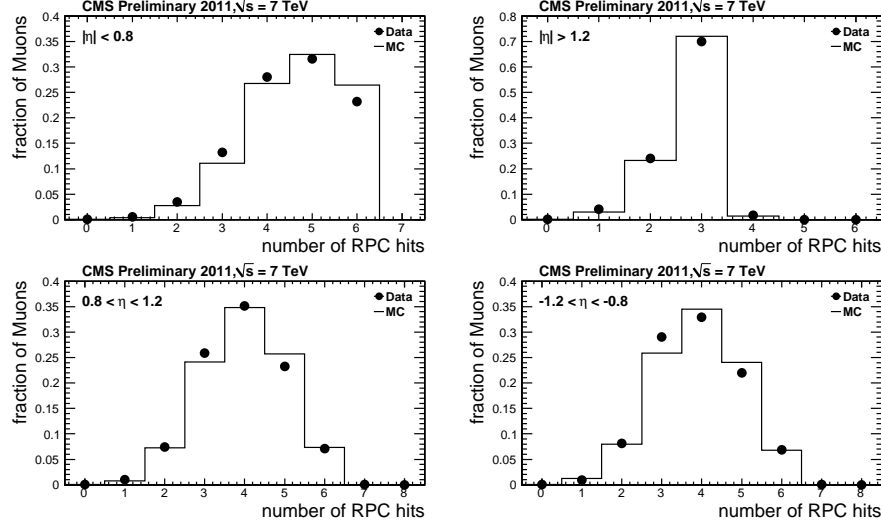 CMS Preliminary 2011,√s = 7 TeV
|η| < 0.8
Data
MC
fraction of Muons
0.4
0.35
0.3
0.25
0.2
0.15
0.1
0.05
0
0 1 2 3 4 5 6 7
number of RPC hits
CMS Preliminary 2011,√s = 7 TeV
|η| > 1.2
Data
MC
fraction of Muons
0.8
0.7
0.6
0.5
0.4
0.3
0.2
0.1
0
0 1 2 3 4 5 6
number of RPC hits
CMS Preliminary 2011,√s = 7 TeV
0.8 < η < 1.2
Data
MC
fraction of Muons
0.4
0.35
0.3
0.25
0.2
0.15
0.1
0.05
0
0 1 2 3 4 5 6 7 8
number of RPC hits
CMS Preliminary 2011,√s = 7 TeV
-1.2 < η < -0.8
Data
MC
fraction of Muons
0.4
0.35
0.3
0.25
0.2
0.15
0.1
0.05
0
0 1 2 3 4 5 6 7 8
number of RPC hits